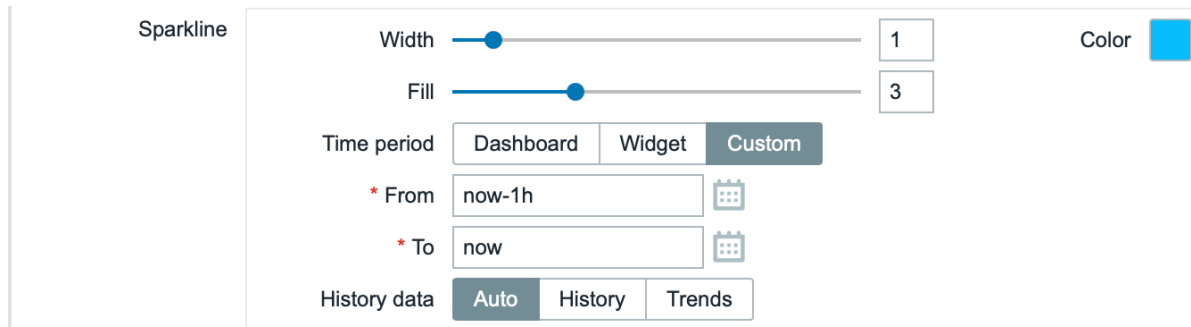 Sparkline
Width 1 Color
Fill 3
Time period Dashboard Widget Custom
* From now-1h
* To now
History data Auto History Trends